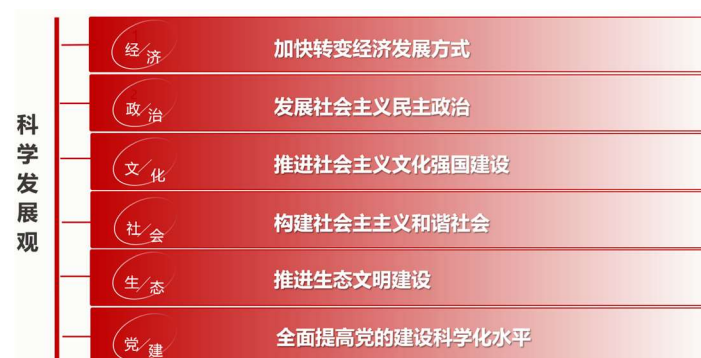 科学发展观
经济 加快转变经济发展方式
政治 发展社会主义民主政治
文化 推进社会主义文化强国建设
社会 构建社会主主义和谐社会
生态 推进生态文明建设
党建 全面提高党的建设科学化水平